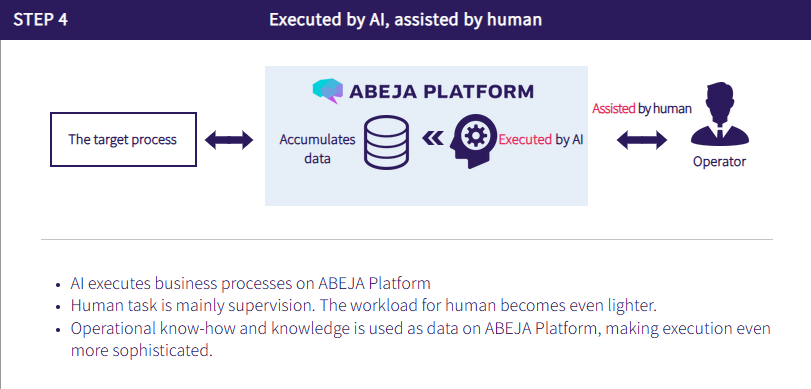 STEP 4
Executed by AI, assisted by human
ABEJA PLATFORM
The target process
Accumulates
data
Executed by AI
Assisted by human
Operator
• AI executes business processes on ABEJA Platform
• Human task is mainly supervision. The workload for human becomes even lighter.
• Operational know-how and knowledge is used as data on ABEJA Platform, making execution even
more sophisticated.